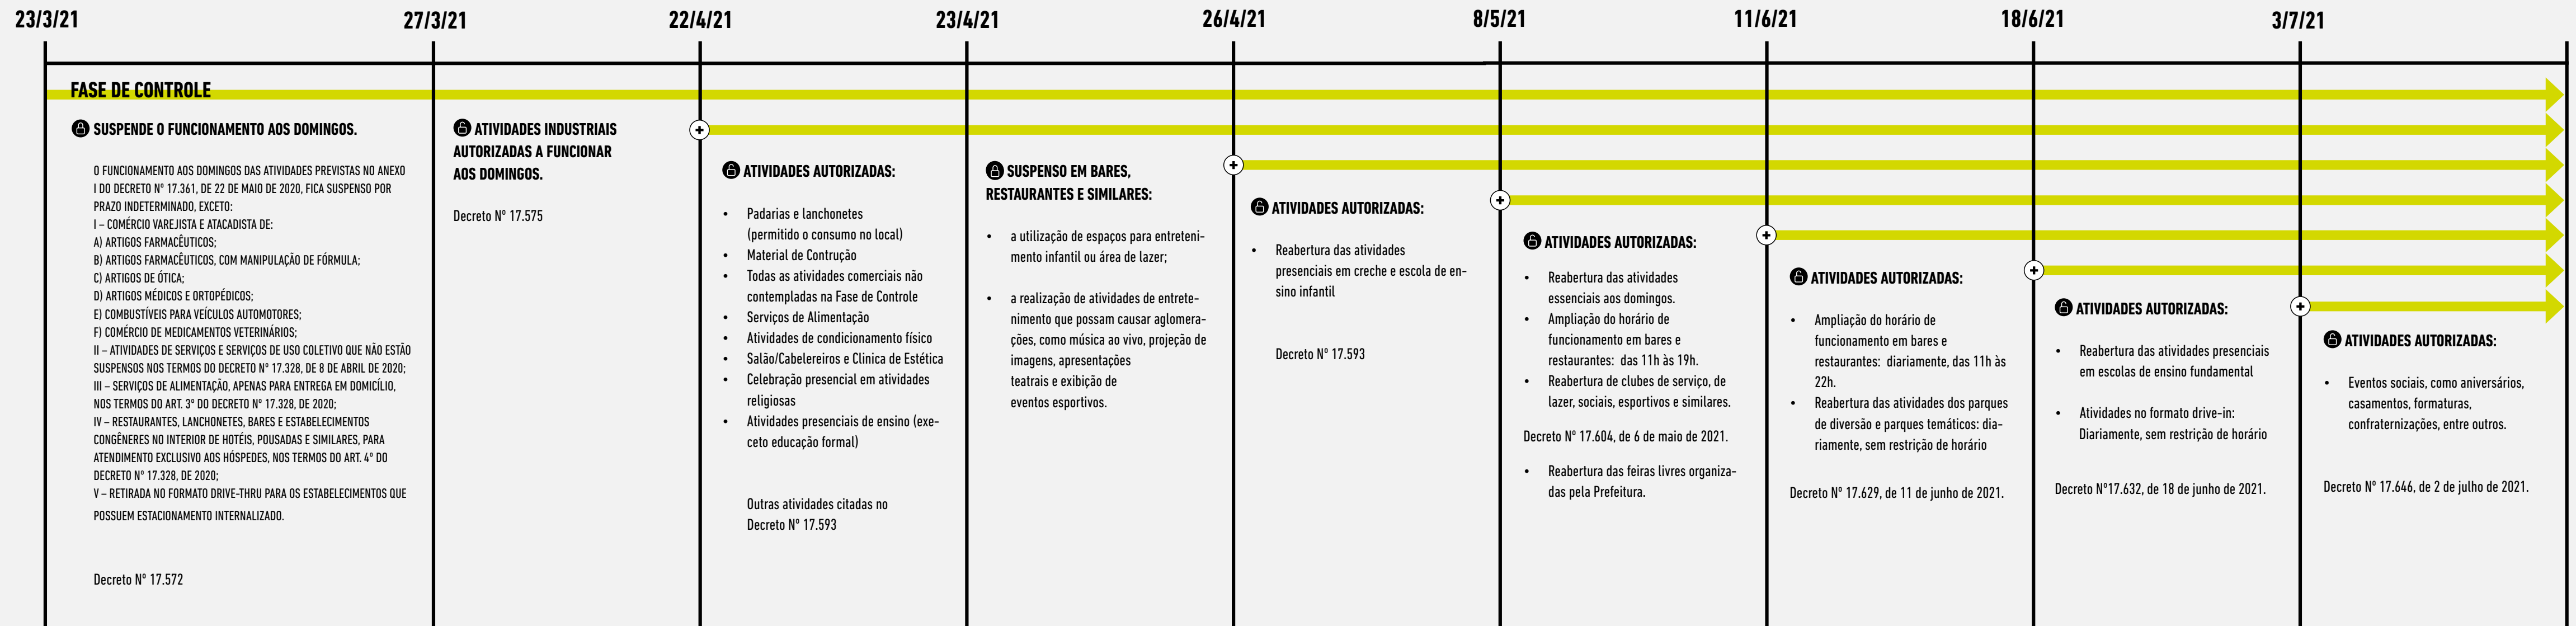 23/3/21
27/3/21
22/4/21
23/4/21
26/4/21
8/5/21
11/6/21
18/6/21
3/7/21
FASE DE CONTROLE
SUSPENDE O FUNCIONAMENTO AOS DOMINGOS.
O FUNCIONAMENTO AOS DOMINGOS DAS ATIVIDADES PREVISTAS NO ANEXO
I DO DECRETO Nº 17.361, DE 22 DE MAIO DE 2020, FICA SUSPENSO POR
PRAZO INDETERMINADO, EXCETO:
I – COMÉRCIO VAREJISTA E ATACADISTA DE:
A) ARTIGOS FARMACÊUTICOS;
B) ARTIGOS FARMACÊUTICOS, COM MANIPULAÇÃO DE FÓRMULA;
C) ARTIGOS DE ÓTICA;
D) ARTIGOS MÉDICOS E ORTOPÉDICOS;
E) COMBUSTÍVEIS PARA VEÍCULOS AUTOMOTORES;
F) COMÉRCIO DE MEDICAMENTOS VETERINÁRIOS;
II – ATIVIDADES DE SERVIÇOS E SERVIÇOS DE USO COLETIVO QUE NÃO ESTÃO
SUSPENSOS NOS TERMOS DO DECRETO Nº 17.328, DE 8 DE ABRIL DE 2020;
III – SERVIÇOS DE ALIMENTAÇÃO, APENAS PARA ENTREGA EM DOMICÍLIO,
NOS TERMOS DO ART. 3º DO DECRETO Nº 17.328, DE 2020;
IV – RESTAURANTES, LANCHONETES, BARES E ESTABELECIMENTOS
CONGÊNERES NO INTERIOR DE HOTÉIS, POUSADAS E SIMILARES, PARA
ATENDIMENTO EXCLUSIVO AOS HÓSPEDES, NOS TERMOS DO ART. 4º DO
DECRETO Nº 17.328, DE 2020;
V – RETIRADA NO FORMATO DRIVE-THRU PARA OS ESTABELECIMENTOS QUE
POSSUEM ESTACIONAMENTO INTERNALIZADO.
Decreto Nº 17.572
ATIVIDADES INDUSTRIAIS
AUTORIZADAS A FUNCIONAR
AOS DOMINGOS.
Decreto Nº 17.575
ATIVIDADES AUTORIZADAS:
• Padarias e lanchonetes
(permitido o consumo no local)
• Material de Contrução
• Todas as atividades comerciais não
contempladas na Fase de Controle
• Serviços de Alimentação
• Atividades de condicionamento físico
• Salão/Cabelereiros e Clinica de Estética
• Celebração presencial em atividades
religiosas
• Atividades presenciais de ensino (exe-
ceto educação formal)
Outras atividades citadas no
Decreto Nº 17.593
SUSPENSO EM BARES,
RESTAURANTES E SIMILARES:
• a utilização de espaços para entreteni-
mento infantil ou área de lazer;
• a realização de atividades de entrete-
nimento que possam causar aglomera-
ções, como música ao vivo, projeção de
imagens, apresentações
teatrais e exibição de
eventos esportivos.
ATIVIDADES AUTORIZADAS:
• Reabertura das atividades
presenciais em creche e escola de en-
sino infantil
Decreto Nº 17.593
ATIVIDADES AUTORIZADAS:
• Reabertura das atividades
essenciais aos domingos.
• Ampliação do horário de
funcionamento em bares e
restaurantes: das 11h às 19h.
• Reabertura de clubes de serviço, de
lazer, sociais, esportivos e similares.
Decreto Nº 17.604, de 6 de maio de 2021.
• Reabertura das feiras livres organiza-
das pela Prefeitura.
ATIVIDADES AUTORIZADAS:
• Ampliação do horário de
funcionamento em bares e
restaurantes: diariamente, das 11h às
22h.
• Reabertura das atividades dos parques
de diversão e parques temáticos: dia-
riamente, sem restrição de horário
Decreto Nº 17.629, de 11 de junho de 2021.
ATIVIDADES AUTORIZADAS:
• Reabertura das atividades presenciais
em escolas de ensino fundamental
• Atividades no formato drive-in:
Diariamente, sem restrição de horário
Decreto Nº17.632, de 18 de junho de 2021.
ATIVIDADES AUTORIZADAS:
• Eventos sociais, como aniversários,
casamentos, formaturas,
confraternizações, entre outros.
Decreto Nº 17.646, de 2 de julho de 2021.